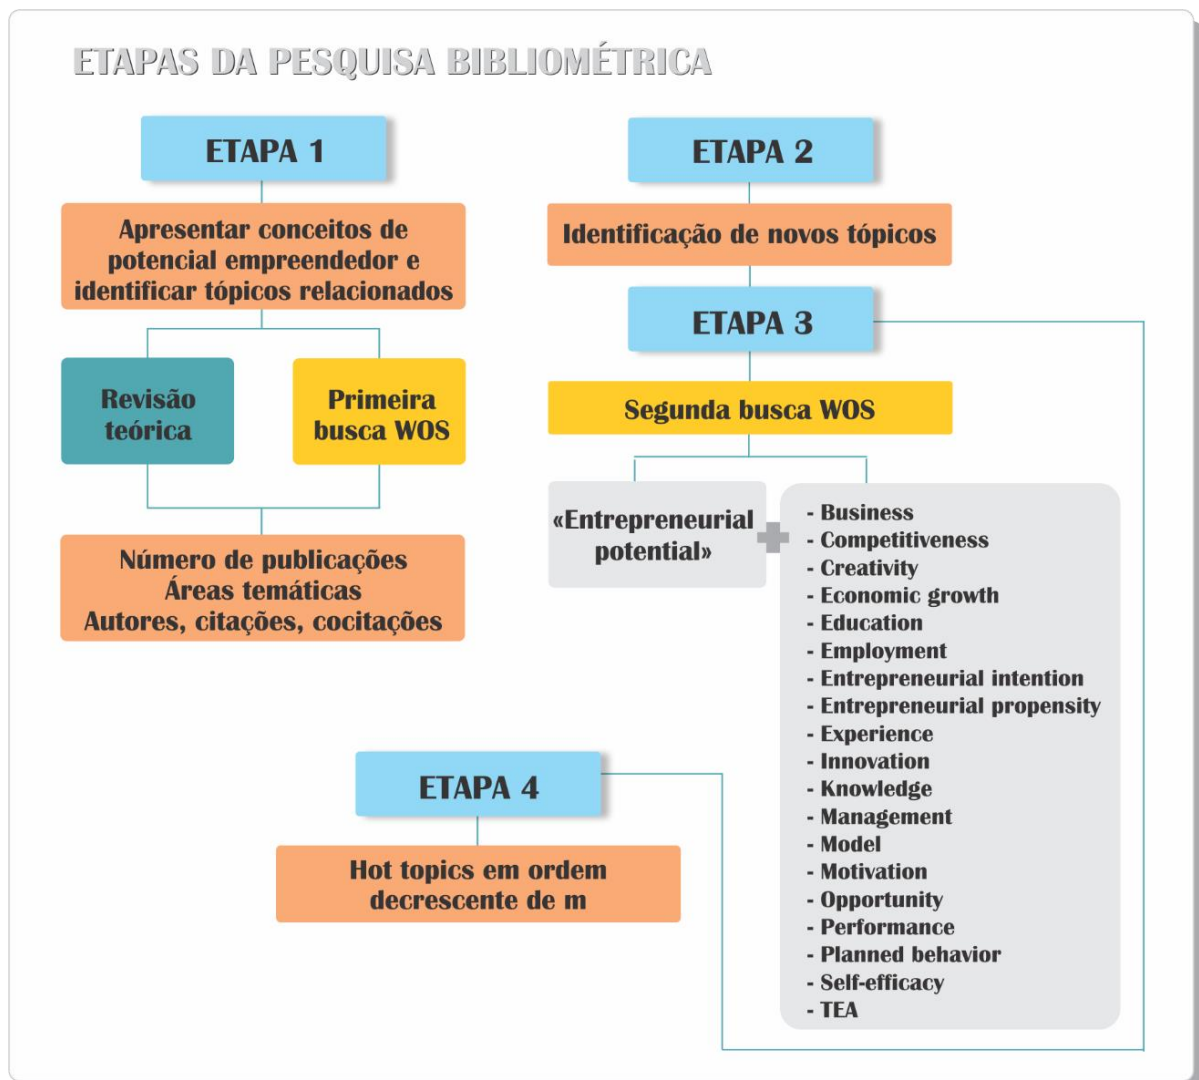 ETAPAS DA PESQUISA BIBLIOMÉTRICA
ETAPA 1
Apresentar conceitos de
potencial empreendedor e
identificar tópicos relacionados
Revisão
teórica
Primeira
busca WOS
Número de publicações
Áreas temáticas
Autores, citações, cocitações
ETAPA 2
Identificação de novos tópicos
ETAPA 3
Segunda busca WOS
«Entrepreneurial
potential»
- Business
- Competitiveness
- Creativity
- Economic growth
- Education
- Employment
- Entrepreneurial intention
- Entrepreneurial propensity
- Experience
- Innovation
- Knowledge
- Management
- Model
- Motivation
- Opportunity
- Performance
- Planned behavior
- Self-efficacy
- TEA
ETAPA 4
Hot topics em ordem
decrescente de m